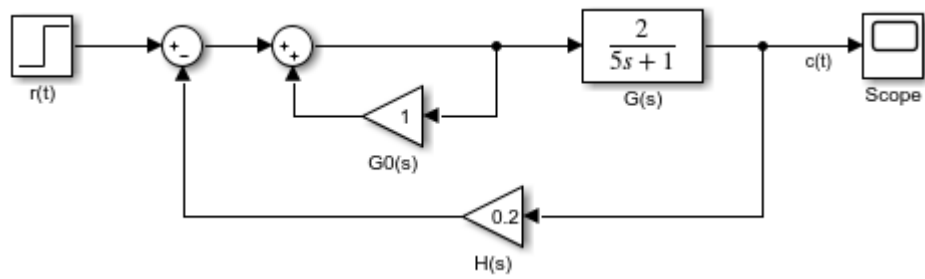 r(t)
+
−
+
+
2
5s + 1
G(s)
c(t)
Scope
1
G0(s)
0.2
H(s)